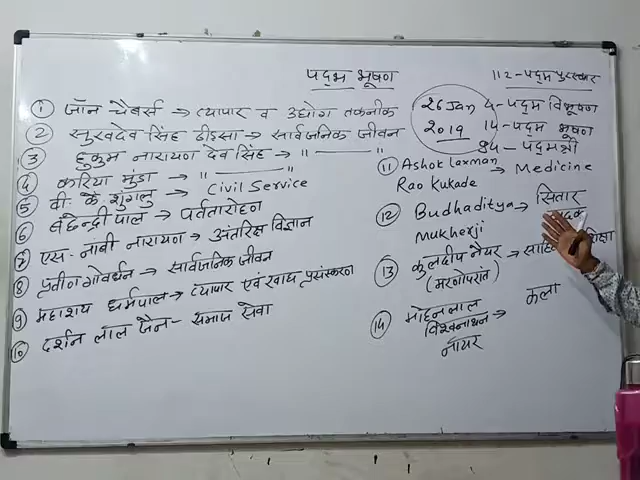 पद्म भूषण
112-पद्म पुरस्कार
26 Jan 2019
4-पद्म विभूषण
14-पद्म भूषण
94-पद्मश्री
① जॉन चैंबर्स → व्यापार व उद्योग तकनीक
② सुखदेव सिंह ढींडसा → सार्वजनिक जीवन
③ हुकुम नारायण देव सिंह → "———"
④ करिया मुंडा → "———"
⑤ वी. के शुंगलु → Civil Service
⑥ बछेन्द्री पाल → पर्वतारोहण
⑦ एस. नांबी नारायण → अंतरिक्ष विज्ञान
⑧ प्रवीण गोवर्धन → सार्वजनिक जीवन
⑨ महाशय धर्मपाल → व्यापार एवं खाद्य प्रसंस्करण
⑩ दर्शन लाल जैन - समाज सेवा
⑪ Ashok Laxman → Medicine
Rao Kukade
⑫ Budhaditya → सितार
Mukherji
⑬ कुलदीप नैयर →
(मरणोपरांत)
⑭ मोहनलाल
विश्वनाथन → कला
नायर